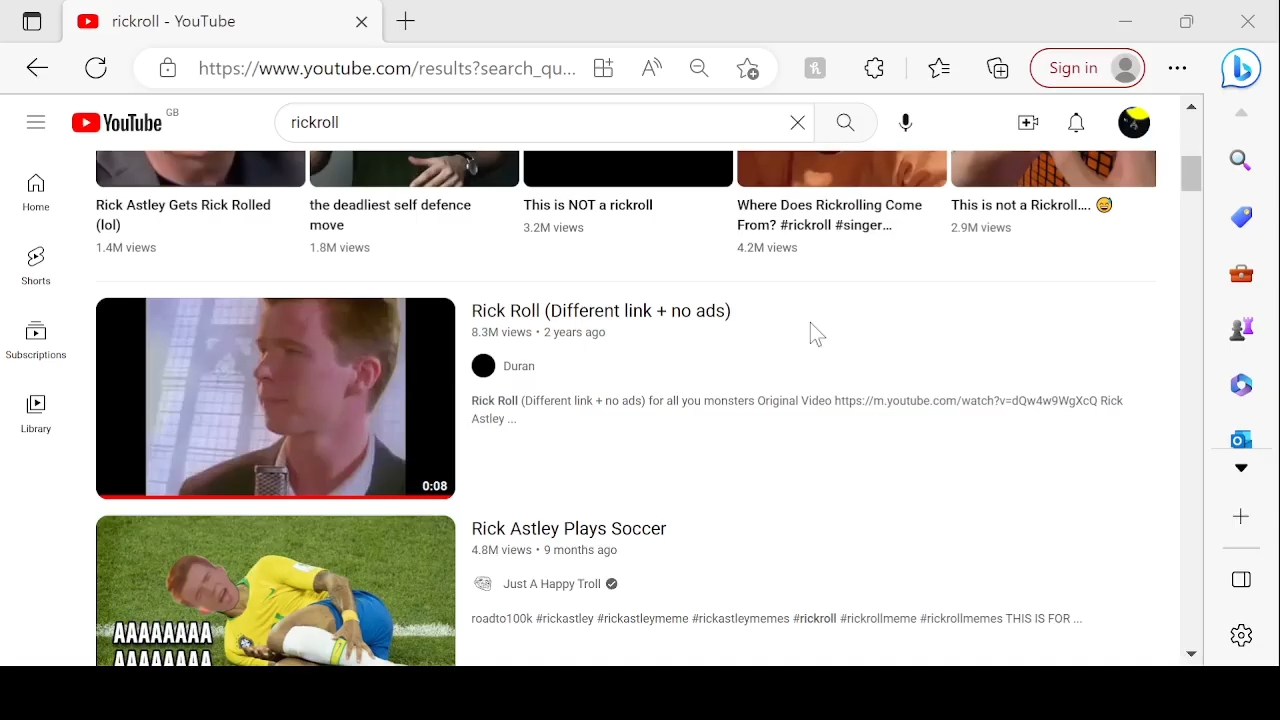 rickroll - YouTube
https://www.youtube.com/results?search_qu...
Sign in
YouTube GB
rickroll
Home
Shorts
Subscriptions
Library
Rick Astley Gets Rick Rolled
(lol)
1.4M views
the deadliest self defence
move
1.8M views
This is NOT a rickroll
3.2M views
Where Does Rickrolling Come
From? #rickroll #singer...
4.2M views
This is not a Rickroll.... 😅
2.9M views
0:08
Rick Roll (Different link + no ads)
8.3M views • 2 years ago
Duran
Rick Roll (Different link + no ads) for all you monsters Original Video https://m.youtube.com/watch?v=dQw4w9WgXcQ Rick
Astley ...
AAAAAAAA
AAAAAAAA
Rick Astley Plays Soccer
4.8M views • 9 months ago
Just A Happy Troll
roadto100k #rickastley #rickastleymeme #rickastleymemes #rickroll #rickrollmeme #rickrollmemes THIS IS FOR ...